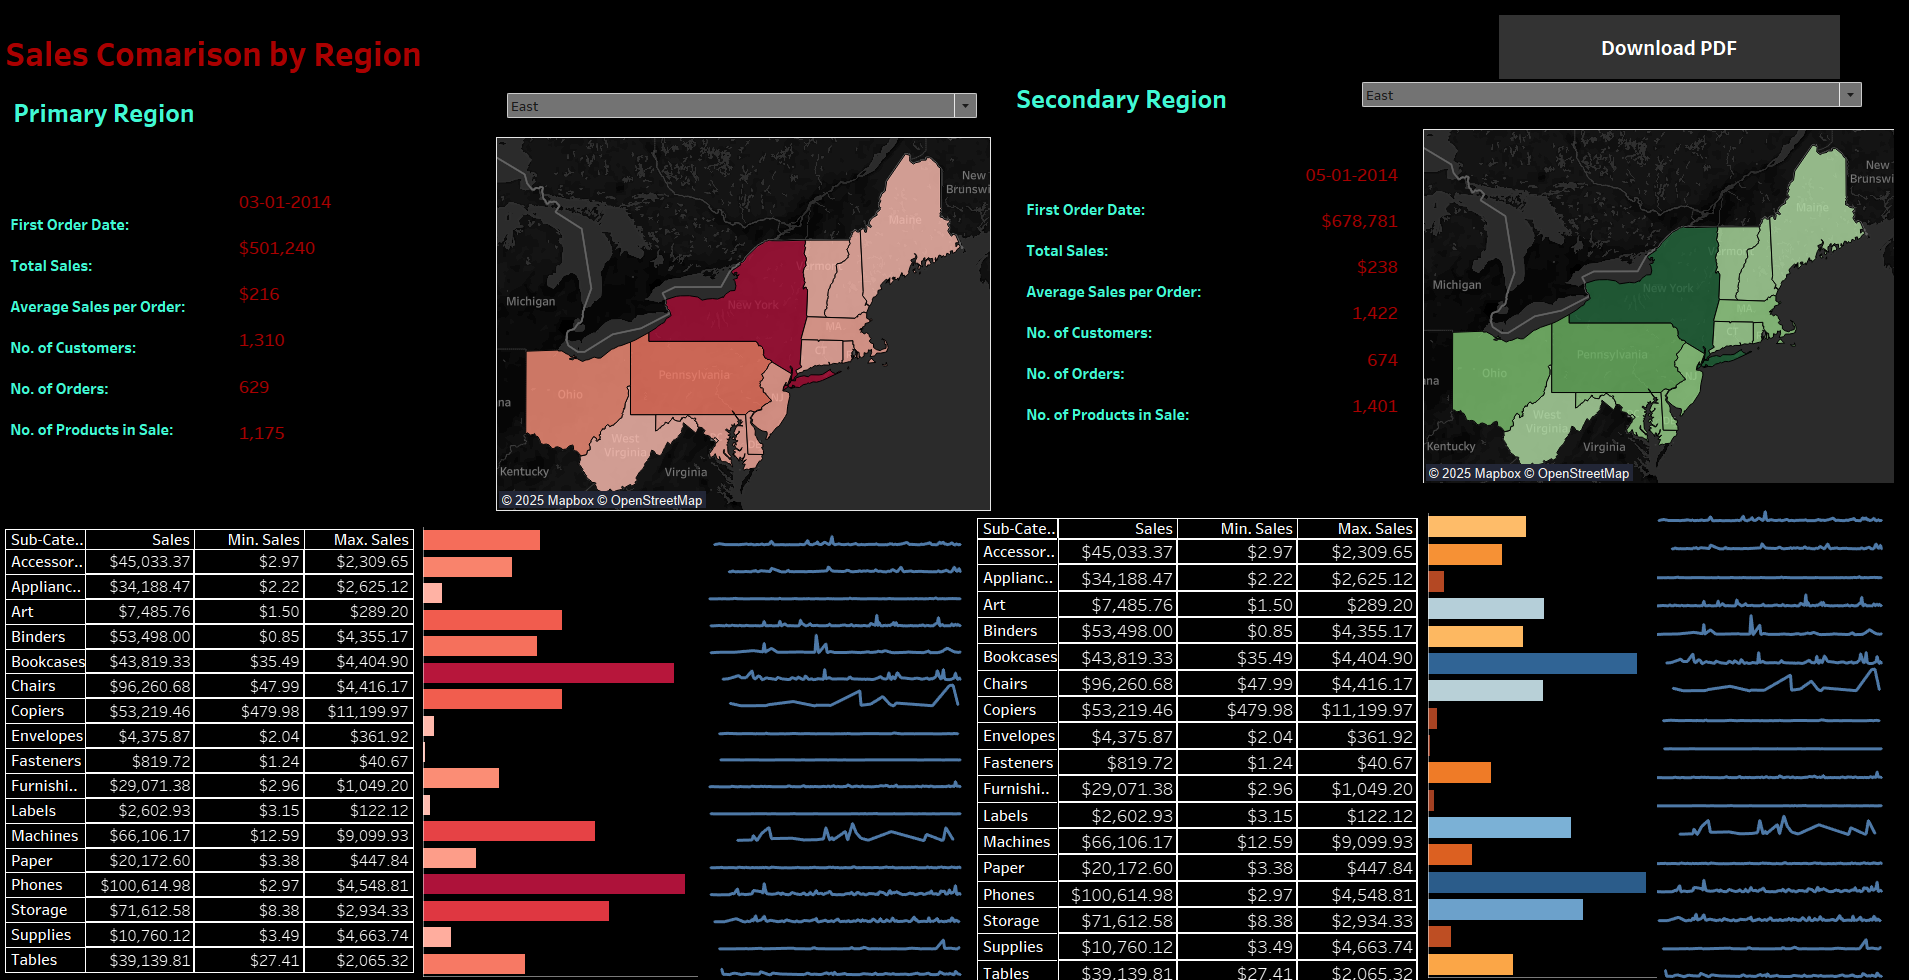 Sales Comarison by Region
Download PDF
Primary Region
East
Secondary Region
East
03-01-2014
First Order Date:
$501,240
Total Sales:
$216
Average Sales per Order:
1,310
No. of Customers:
629
No. of Orders:
1,175
No. of Products in Sale:
New
Brunswi
Maine
Vermont
Michigan
New York
MA
CT
Pennsylvania
Ohio
NJ
na
West
Virginia
Kentucky
Virginia
© 2025 Mapbox © OpenStreetMap
05-01-2014
First Order Date:
$678,781
Total Sales:
$238
Average Sales per Order:
1,422
No. of Customers:
674
No. of Orders:
1,401
No. of Products in Sale:
New
Brunswi
Maine
Vermont
Michigan
New York
MA
CT
Pennsylvania
Ohio
NJ
ana
West
Virginia
Kentucky
Virginia
© 2025 Mapbox © OpenStreetMap
Sub-Cate.. Sales Min. Sales Max. Sales
Accessor.. $45,033.37 $2.97 $2,309.65
Applianc.. $34,188.47 $2.22 $2,625.12
Art $7,485.76 $1.50 $289.20
Binders $53,498.00 $0.85 $4,355.17
Bookcases $43,819.33 $35.49 $4,404.90
Chairs $96,260.68 $47.99 $4,416.17
Copiers $53,219.46 $479.98 $11,199.97
Envelopes $4,375.87 $2.04 $361.92
Fasteners $819.72 $1.24 $40.67
Furnishi.. $29,071.38 $2.96 $1,049.20
Labels $2,602.93 $3.15 $122.12
Machines $66,106.17 $12.59 $9,099.93
Paper $20,172.60 $3.38 $447.84
Phones $100,614.98 $2.97 $4,548.81
Storage $71,612.58 $8.38 $2,934.33
Supplies $10,760.12 $3.49 $4,663.74
Tables $39,139.81 $27.41 $2,065.32
Sub-Cate.. Sales Min. Sales Max. Sales
Accessor.. $45,033.37 $2.97 $2,309.65
Applianc.. $34,188.47 $2.22 $2,625.12
Art $7,485.76 $1.50 $289.20
Binders $53,498.00 $0.85 $4,355.17
Bookcases $43,819.33 $35.49 $4,404.90
Chairs $96,260.68 $47.99 $4,416.17
Copiers $53,219.46 $479.98 $11,199.97
Envelopes $4,375.87 $2.04 $361.92
Fasteners $819.72 $1.24 $40.67
Furnishi.. $29,071.38 $2.96 $1,049.20
Labels $2,602.93 $3.15 $122.12
Machines $66,106.17 $12.59 $9,099.93
Paper $20,172.60 $3.38 $447.84
Phones $100,614.98 $2.97 $4,548.81
Storage $71,612.58 $8.38 $2,934.33
Supplies $10,760.12 $3.49 $4,663.74
Tables $39,139.81 $27.41 $2,065.32